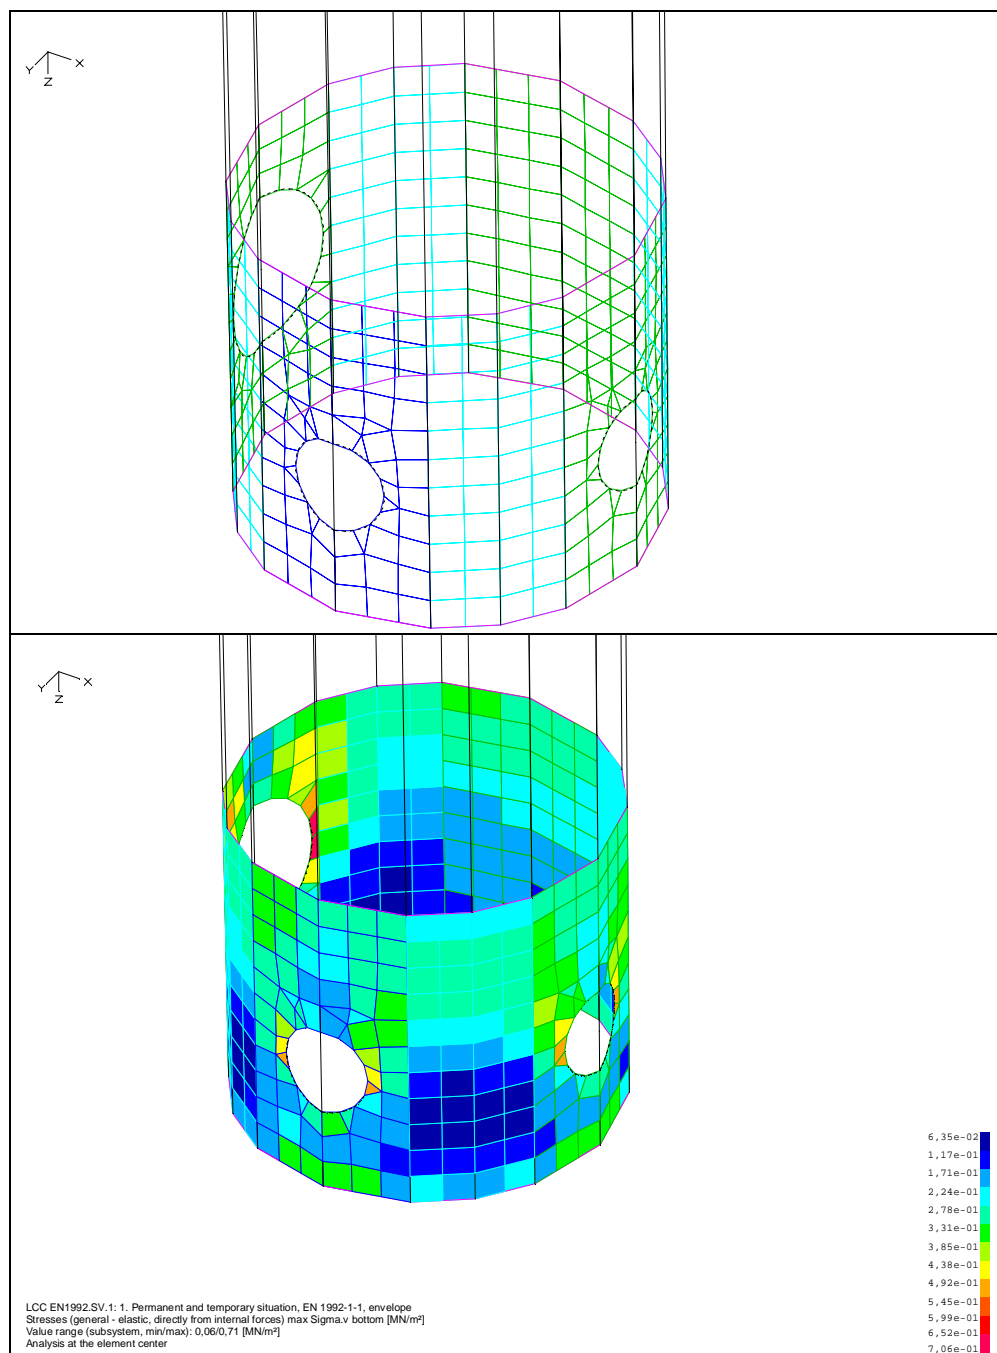 Y X
Z
Y X
Z
6,35e-02
1,17e-01
1,71e-01
2,24e-01
2,78e-01
3,31e-01
3,85e-01
4,38e-01
4,92e-01
5,45e-01
5,99e-01
6,52e-01
7,06e-01
LCC EN1992.SV.1: 1. Permanent and temporary situation, EN 1992-1-1, envelope
Stresses (general - elastic, directly from internal forces) max Sigma.v bottom [MN/m²]
Value range (subsystem, min/max): 0,06/0,71 [MN/m²]
Analysis at the element center